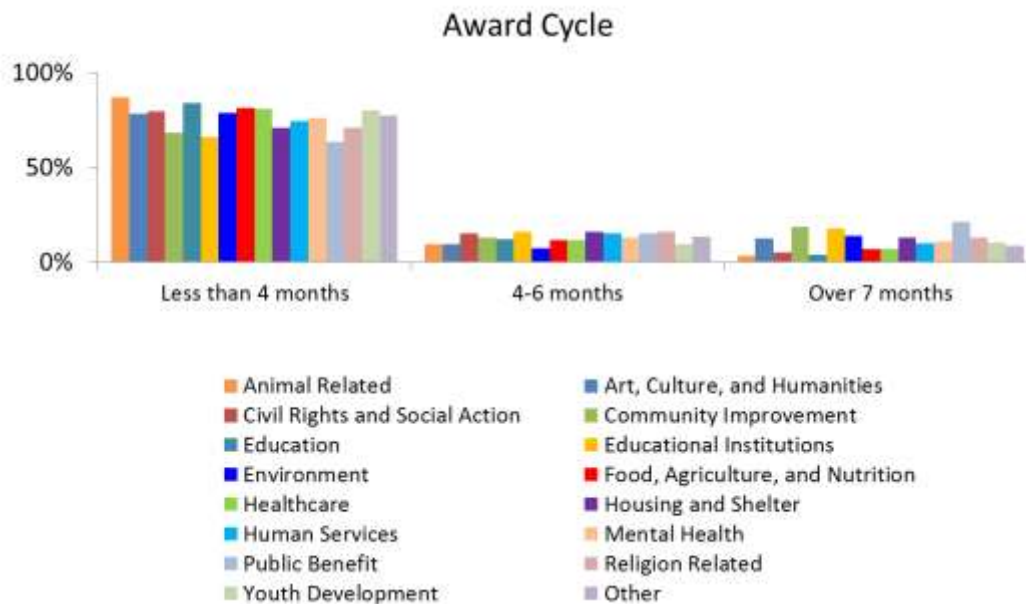 Award Cycle
100%
50%
0%
Less than 4 months 4-6 months Over 7 months
Animal Related Art, Culture, and Humanities
Civil Rights and Social Action Community Improvement
Education Educational Institutions
Environment Food, Agriculture, and Nutrition
Healthcare Housing and Shelter
Human Services Mental Health
Public Benefit Religion Related
Youth Development Other